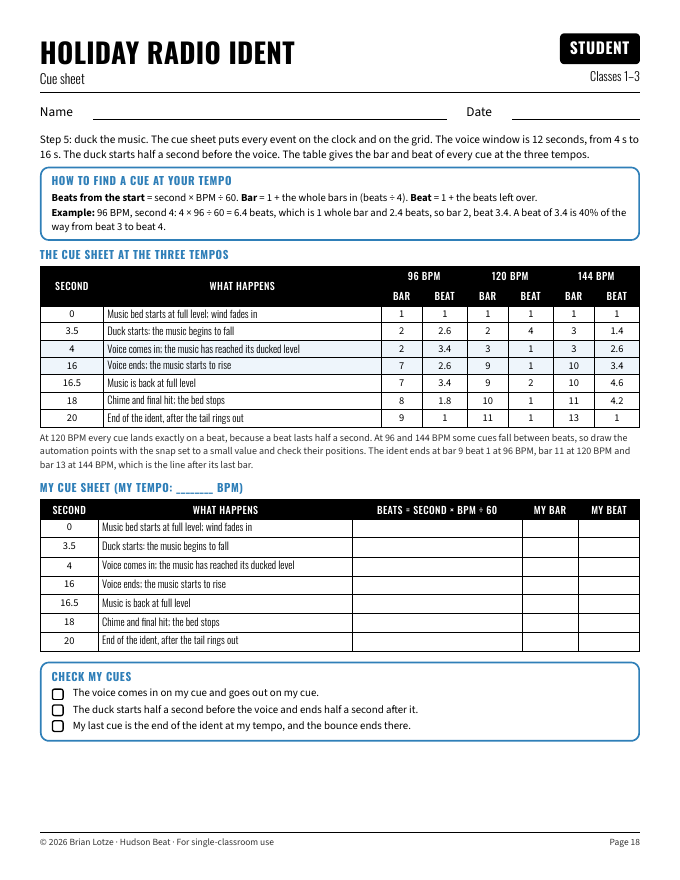 HOLIDAY RADIO IDENT
STUDENT
Cue sheet
Classes 1–3
Name
Date
Step 5: duck the music. The cue sheet puts every event on the clock and on the grid. The voice window is 12 seconds, from 4 s to
16 s. The duck starts half a second before the voice. The table gives the bar and beat of every cue at the three tempos.
HOW TO FIND A CUE AT YOUR TEMPO
Beats from the start = second × BPM ÷ 60. Bar = 1 + the whole bars in (beats ÷ 4). Beat = 1 + the beats left over.
Example: 96 BPM, second 4: 4 × 96 ÷ 60 = 6.4 beats, which is 1 whole bar and 2.4 beats, so bar 2, beat 3.4. A beat of 3.4 is 40% of the
way from beat 3 to beat 4.
THE CUE SHEET AT THE THREE TEMPOS
SECOND WHAT HAPPENS 96 BPM 120 BPM 144 BPM
BAR BEAT BAR BEAT BAR BEAT
0 Music bed starts at full level; wind fades in 1 1 1 1 1 1
3.5 Duck starts: the music begins to fall 2 2.6 2 4 3 1.4
4 Voice comes in; the music has reached its ducked level 2 3.4 3 1 3 2.6
16 Voice ends; the music starts to rise 7 2.6 9 1 10 3.4
16.5 Music is back at full level 7 3.4 9 2 10 4.6
18 Chime and final hit; the bed stops 8 1.8 10 1 11 4.2
20 End of the ident, after the tail rings out 9 1 11 1 13 1
At 120 BPM every cue lands exactly on a beat, because a beat lasts half a second. At 96 and 144 BPM some cues fall between beats, so draw the
automation points with the snap set to a small value and check their positions. The ident ends at bar 9 beat 1 at 96 BPM, bar 11 at 120 BPM and
bar 13 at 144 BPM, which is the line after its last bar.
MY CUE SHEET (MY TEMPO: ________ BPM)
SECOND WHAT HAPPENS BEATS = SECOND × BPM ÷ 60 MY BAR MY BEAT
0 Music bed starts at full level; wind fades in
3.5 Duck starts: the music begins to fall
4 Voice comes in; the music has reached its ducked level
16 Voice ends; the music starts to rise
16.5 Music is back at full level
18 Chime and final hit; the bed stops
20 End of the ident, after the tail rings out
CHECK MY CUES
The voice comes in on my cue and goes out on my cue.
The duck starts half a second before the voice and ends half a second after it.
My last cue is the end of the ident at my tempo, and the bounce ends there.
© 2026 Brian Lotze · Hudson Beat · For single-classroom use
Page 18